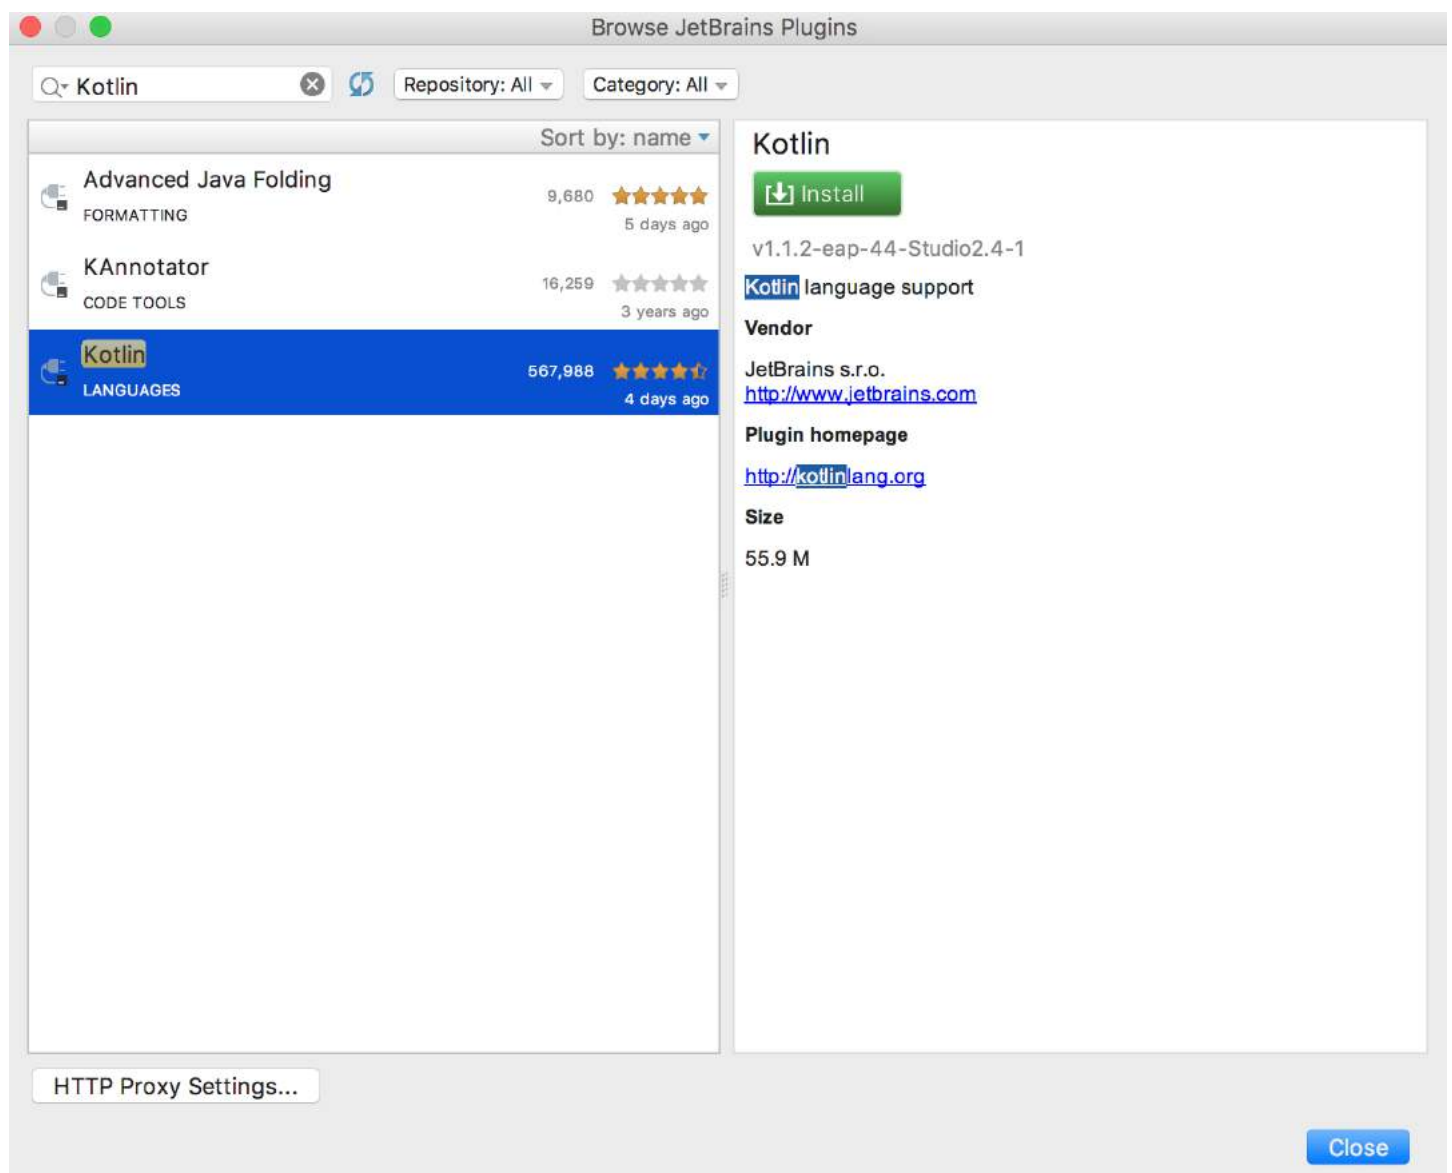 Browse JetBrains Plugins
Kotlin
Repository: All
Category: All
Sort by: name
Advanced Java Folding
9,680
FORMATTING
5 days ago
KAnnotator
16,259
CODE TOOLS
3 years ago
Kotlin
567,988
LANGUAGES
4 days ago
Kotlin
Install
v1.1.2-eap-44-Studio2.4-1
Kotlin language support
Vendor
JetBrains s.r.o.
http://www.jetbrains.com
Plugin homepage
http://kotlinlang.org
Size
55.9 M
HTTP Proxy Settings...
Close